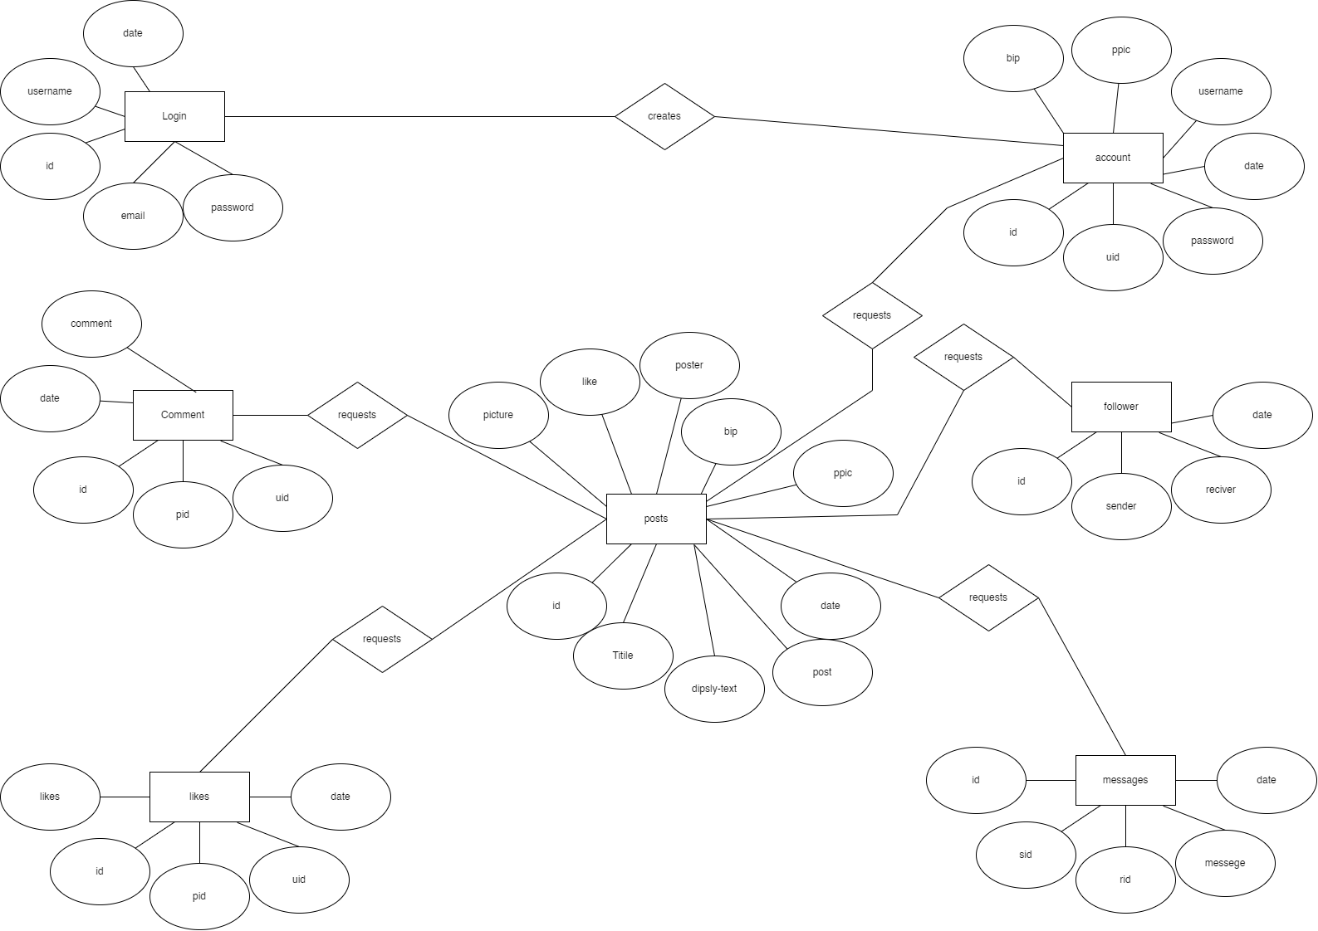 date
username
Login
id
email
password
creates
bip
ppic
username
account
date
id
uid
password
comment
date
Comment
id
pid
uid
requests
requests
requests
follower
date
id
sender
reciver
picture
like
poster
bip
ppic
posts
id
Titile
dipsly-text
post
date
requests
requests
likes
likes
date
id
pid
uid
id
messages
date
sid
rid
messege